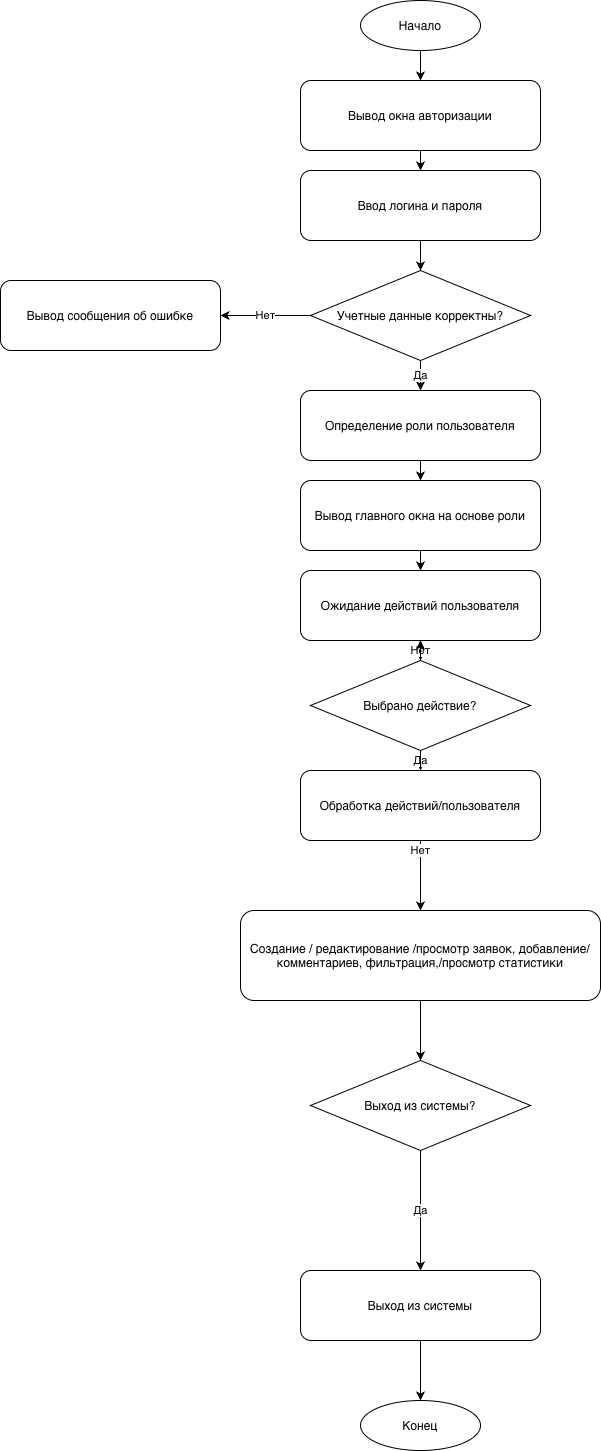 Начало
Вывод окна авторизации
Ввод логина и пароля
Учетные данные корректны?
Нет
Вывод сообщения об ошибке
Да
Определение роли пользователя
Вывод главного окна на основе роли
Ожидание действий пользователя
Нет
Выбрано действие?
Да
Обработка действий/пользователя
Нет
Создание / редактирование /просмотр заявок, добавление/
комментариев, фильтрация,/просмотр статистики
Выход из системы?
Да
Выход из системы
Конец